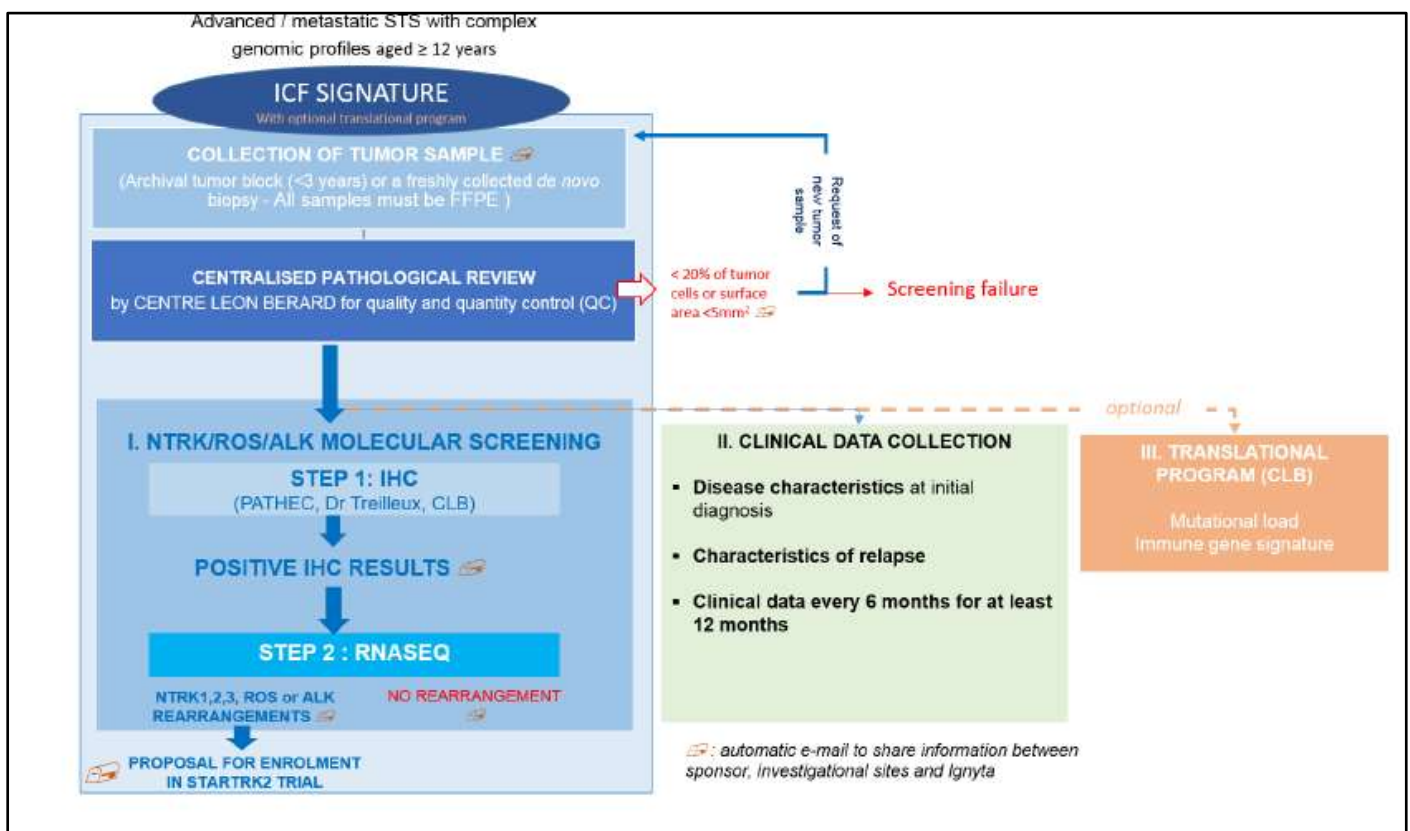 Advanced / metastatic STS with complex
genomic profiles aged ≥ 12 years
ICF SIGNATURE
With optional translational program
COLLECTION OF TUMOR SAMPLE
(Archival tumor block (<3 years) or a freshly collected de novo
biopsy - All samples must be FFPE )
Request of
new tumor
sample
CENTRALISED PATHOLOGICAL REVIEW
by CENTRE LEON BERARD for quality and quantity control (QC)
< 20% of tumor
cells or surface
area <5mm²
Screening failure
optional
I. NTRK/ROS/ALK MOLECULAR SCREENING
STEP 1: IHC
(PATHEC, Dr Treilleux, CLB)
POSITIVE IHC RESULTS
STEP 2 : RNASEQ
NTRK1,2,3, ROS or ALK
REARRANGEMENTS
NO REARRANGEMENT
PROPOSAL FOR ENROLMENT
IN STARTRK2 TRIAL
II. CLINICAL DATA COLLECTION
▪ Disease characteristics at initial
diagnosis
▪ Characteristics of relapse
▪ Clinical data every 6 months for at least
12 months
III. TRANSLATIONAL
PROGRAM (CLB)
Mutational load
Immune gene signature
: automatic e-mail to share information between
sponsor, investigational sites and Ignyta